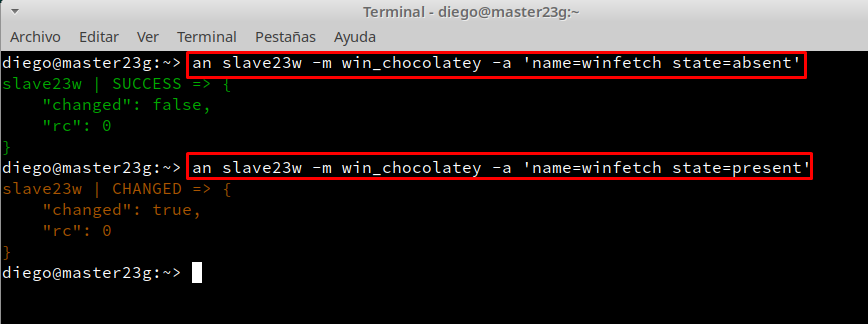 Terminal - diego@master23g:~
Archivo Editar Ver Terminal Pestañas Ayuda
diego@master23g:~> an slave23w -m win_chocolatey -a 'name=winfetch state=absent'
slave23w | SUCCESS => {
    "changed": false,
    "rc": 0
}
diego@master23g:~> an slave23w -m win_chocolatey -a 'name=winfetch state=present'
slave23w | CHANGED => {
    "changed": true,
    "rc": 0
}
diego@master23g:~>